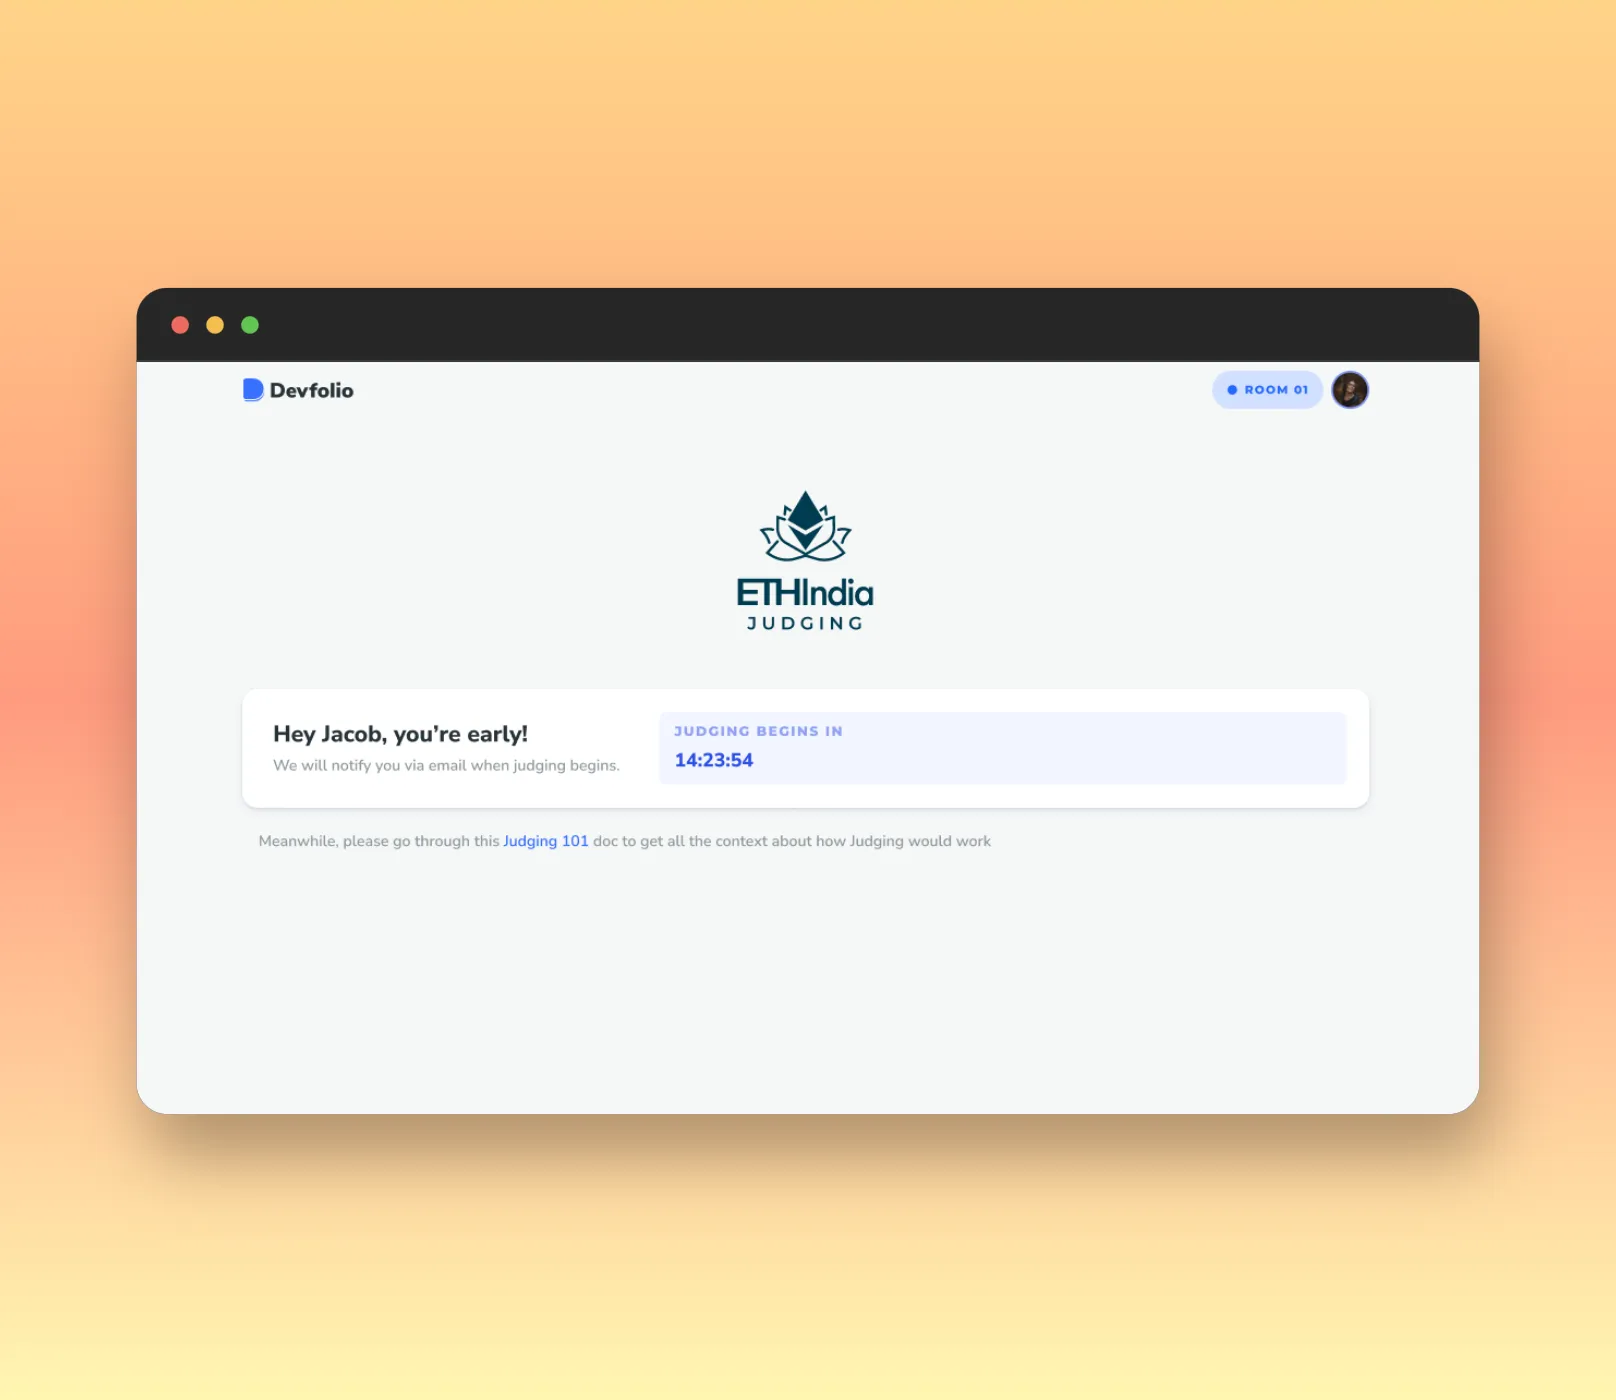 Devfolio
ROOM 01
ETHIndia
JUDGING
Hey Jacob, you’re early!
We will notify you via email when judging begins.
JUDGING BEGINS IN
14:23:54
Meanwhile, please go through this Judging 101 doc to get all the context about how Judging would work